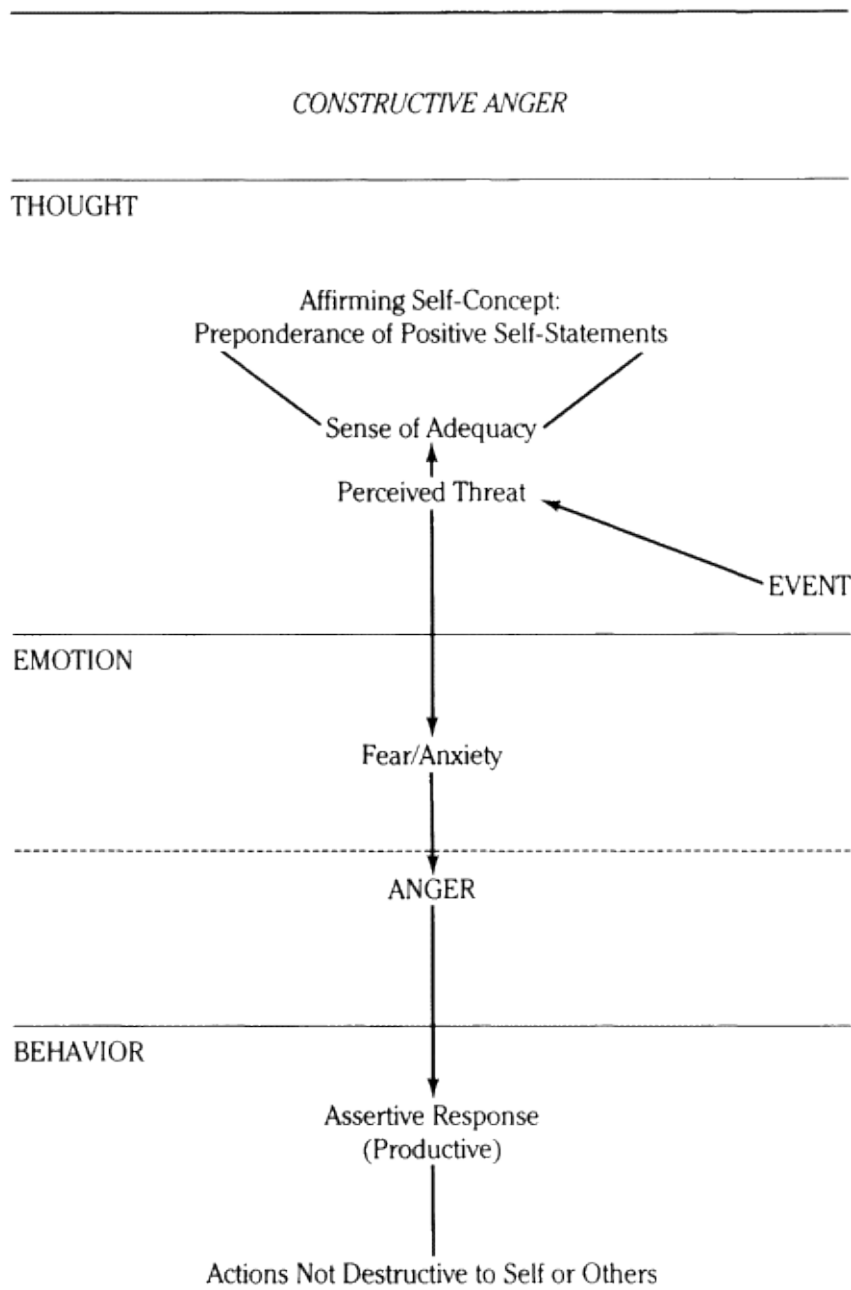 CONSTRUCTIVE ANGER
THOUGHT
Affirming Self-Concept:
Preponderance of Positive Self-Statements
Sense of Adequacy
Perceived Threat
EVENT
EMOTION
Fear/Anxiety
ANGER
BEHAVIOR
Assertive Response
(Productive)
Actions Not Destructive to Self or Others